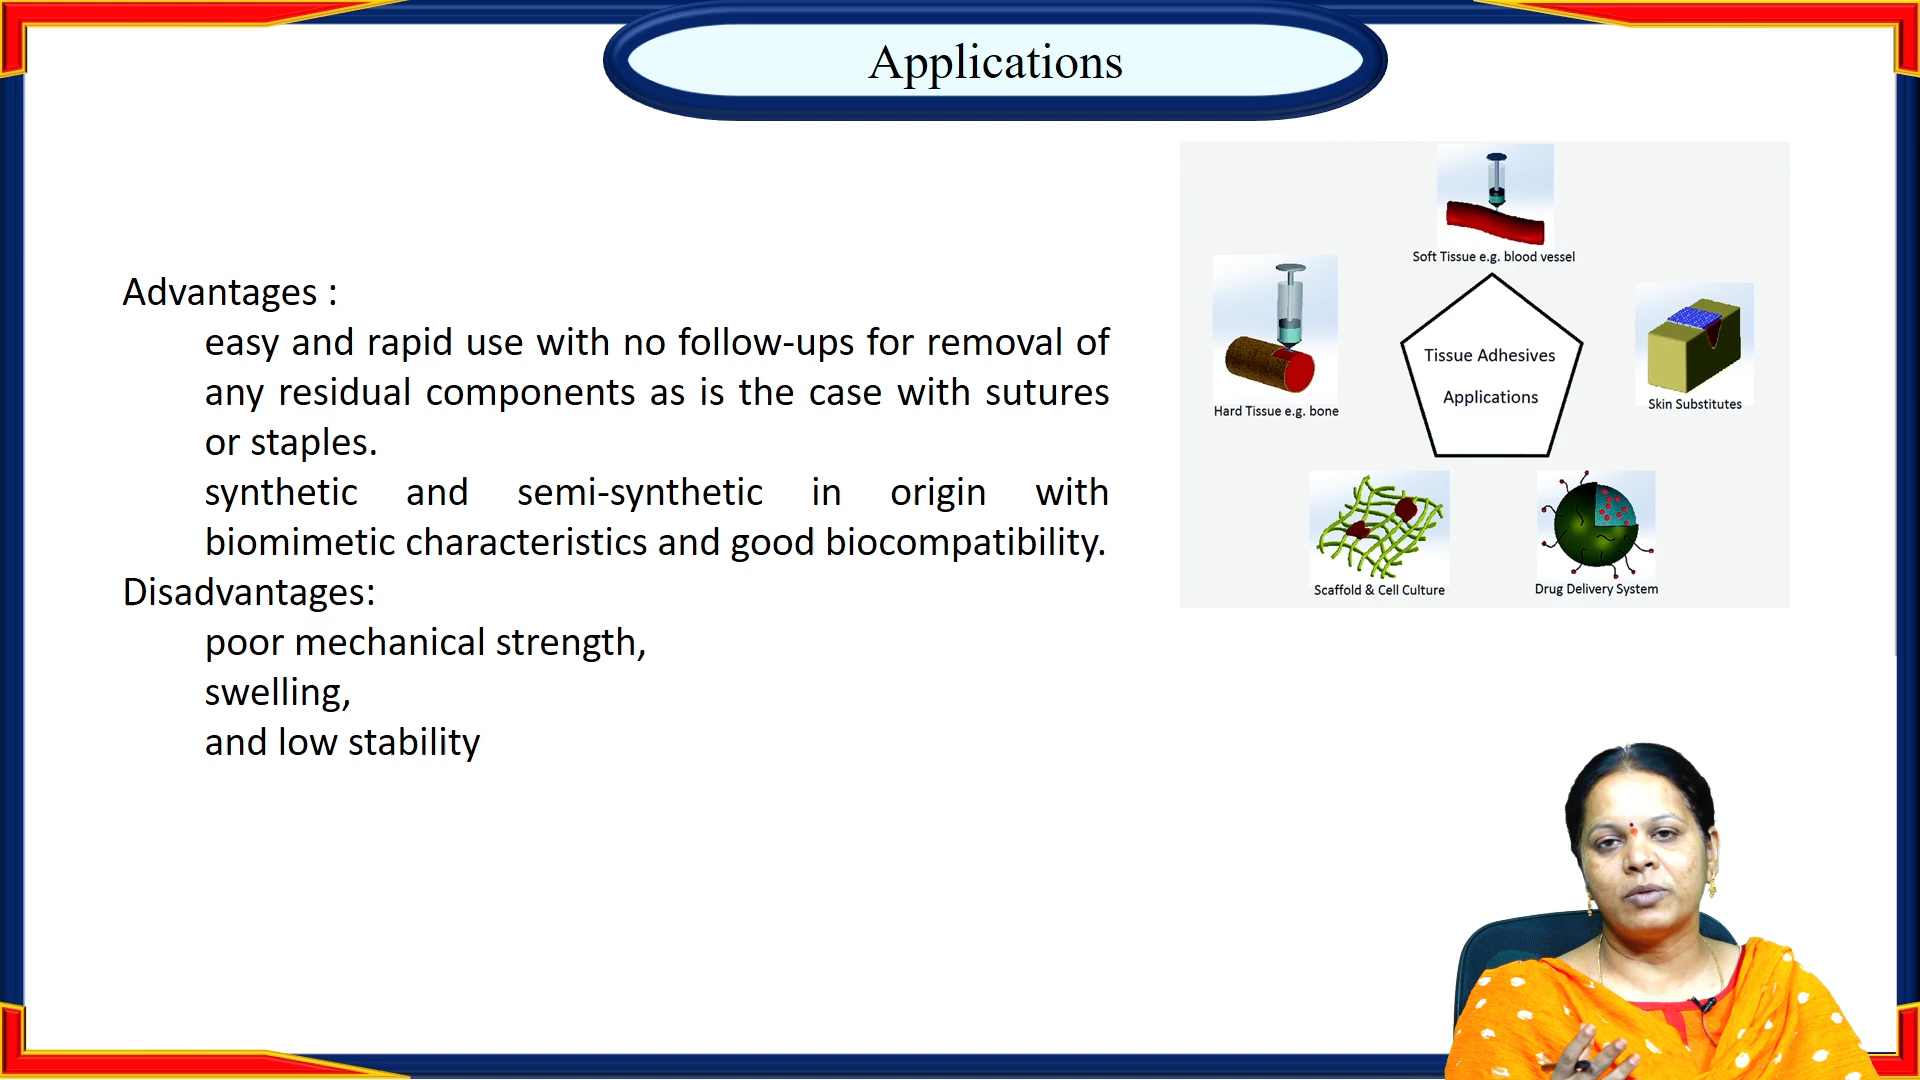 Applications
Advantages :
easy and rapid use with no follow-ups for removal of
any residual components as is the case with sutures
or staples.
synthetic and semi-synthetic in origin with
biomimetic characteristics and good biocompatibility.
Disadvantages:
poor mechanical strength,
swelling,
and low stability
Soft Tissue e.g. blood vessel
Hard Tissue e.g. bone
Tissue Adhesives
Applications
Skin Substitutes
Scaffold & Cell Culture
Drug Delivery System